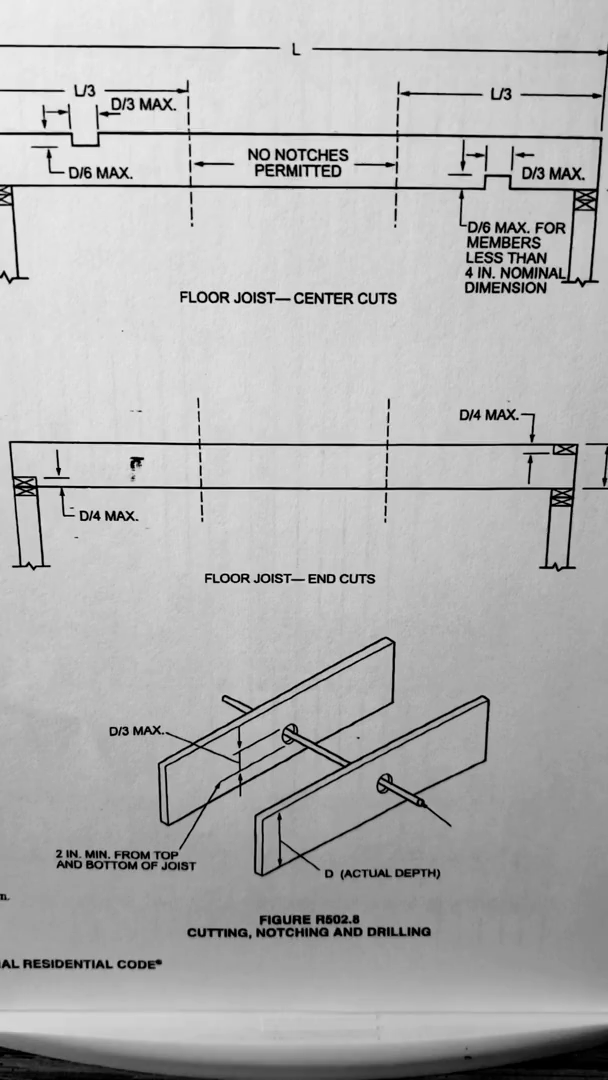 L
L/3
L/3
D/3 MAX.
D/6 MAX.
NO NOTCHES
PERMITTED
D/3 MAX.
D/6 MAX. FOR
MEMBERS
LESS THAN
4 IN. NOMINAL
DIMENSION
FLOOR JOIST— CENTER CUTS
D/4 MAX.
D/4 MAX.
FLOOR JOIST— END CUTS
D/3 MAX.
2 IN. MIN. FROM TOP
AND BOTTOM OF JOIST
D (ACTUAL DEPTH)
n.
FIGURE R502.8
CUTTING, NOTCHING AND DRILLING
AL RESIDENTIAL CODE®